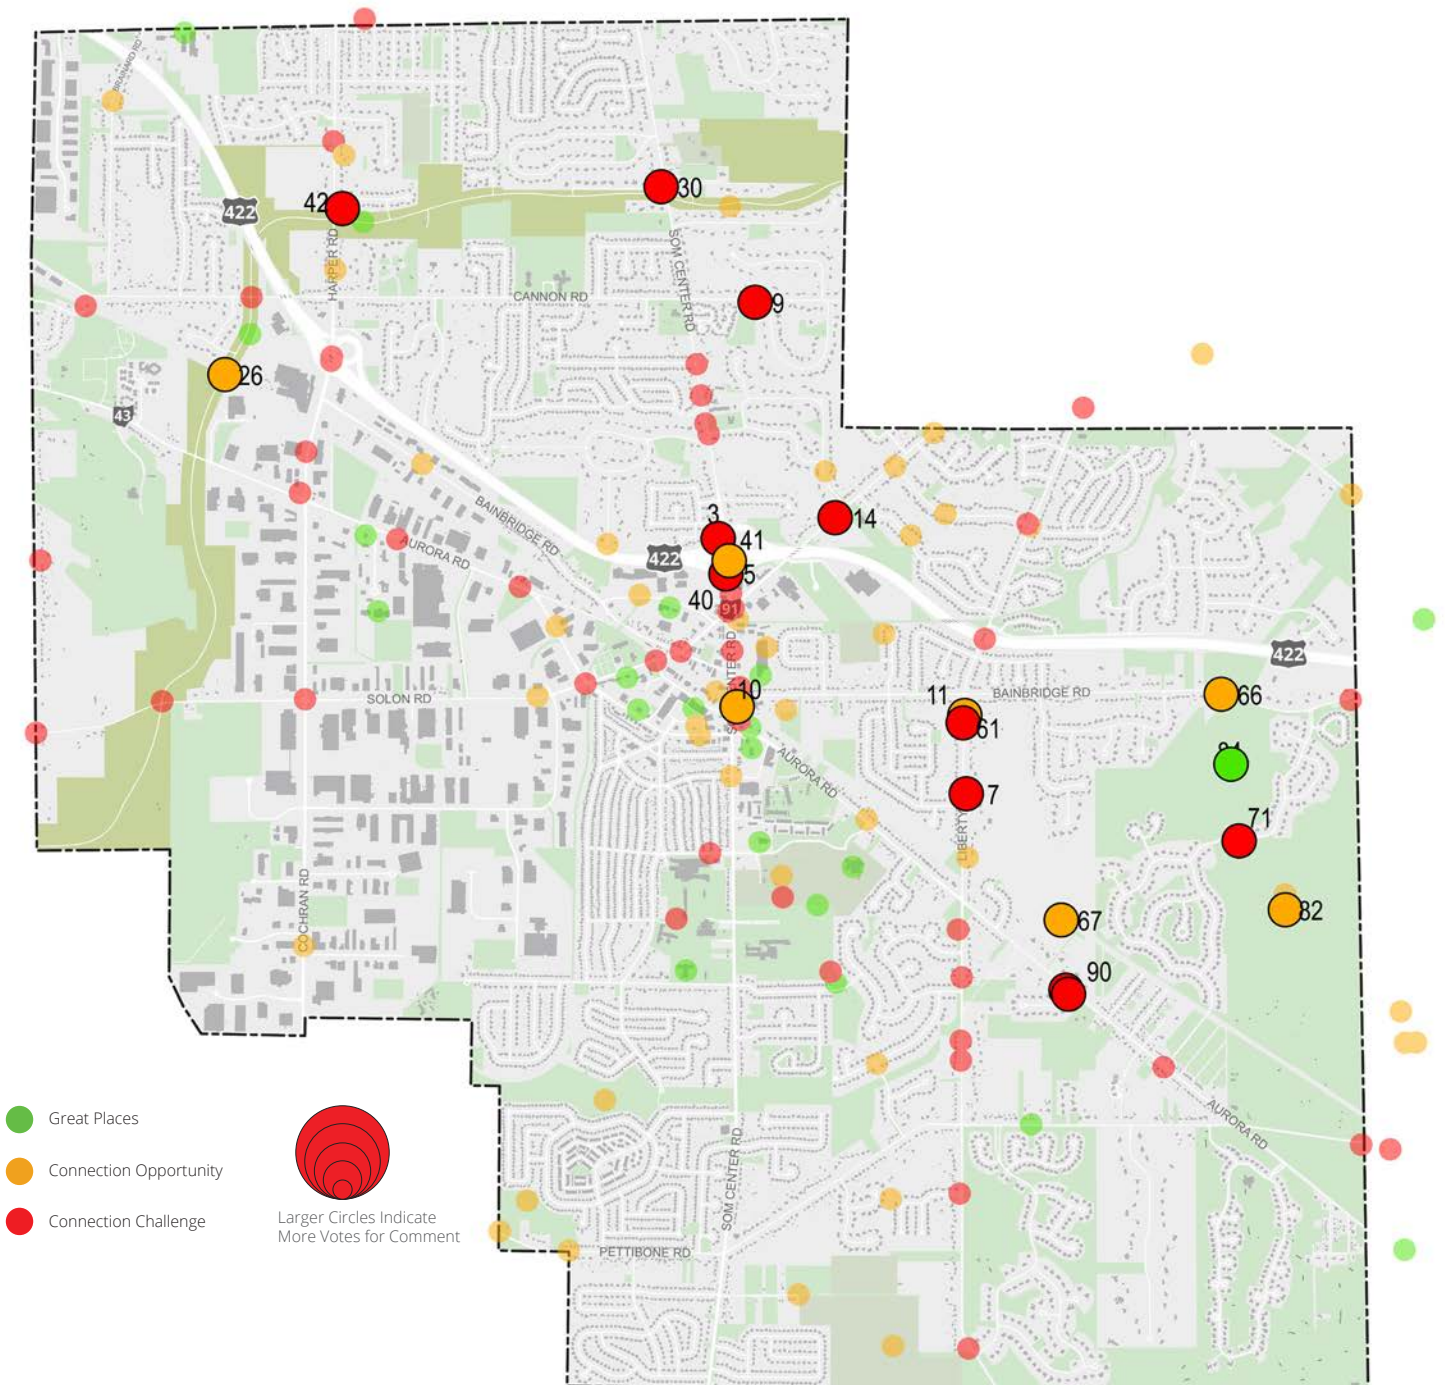 BRAINARD RD
42
30
422
HARPER RD
SOM CENTER RD
CANNON RD
9
26
43
BAINBRIDGE RD
3
14
41
AURORA RD
422
5
40
91
422
SOLON RD
10
11
BAINBRIDGE RD
66
61
AURORA RD
7
LIBERTY
71
COCHRAN RD
82
67
90
Great Places
AURORA RD
Connection Opportunity
SOM CENTER RD
Connection Challenge
Larger Circles Indicate
More Votes for Comment
PETTIBONE RD